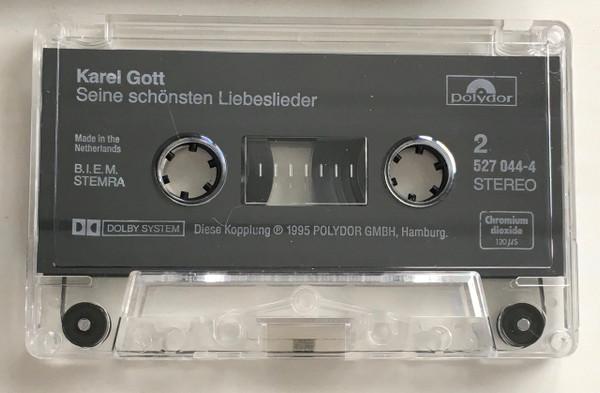 Karel Gott
Seine schönsten Liebeslieder
polydor
Made in the
Netherlands
B.I.E.M.
STEMRA
2
527 044-4
STEREO
DOLBY SYSTEM
Diese Kopplung ℗ 1995 POLYDOR GMBH, Hamburg.
Chromium
dioxide
120 µS